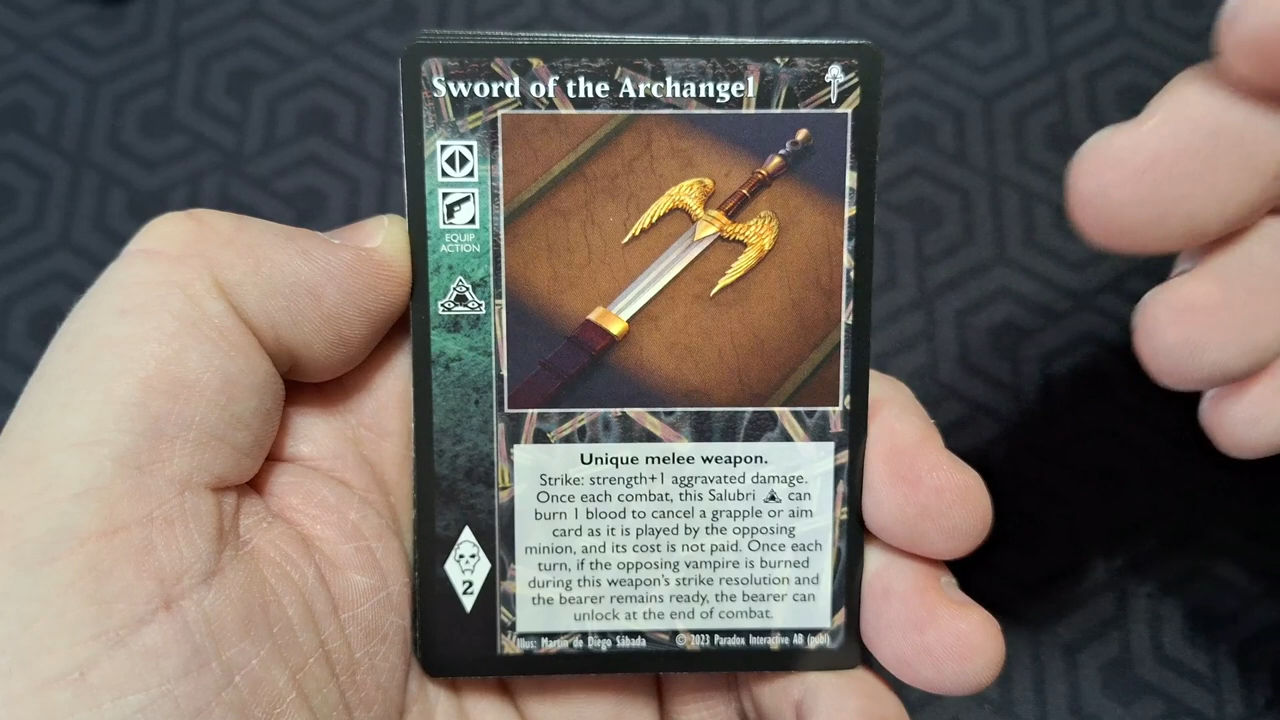 Sword of the Archangel
EQUIP
ACTION
Unique melee weapon.
Strike: strength+1 aggravated damage.
Once each combat, this Salubri can
burn 1 blood to cancel a grapple or aim
card as it is played by the opposing
minion, and its cost is not paid. Once each
turn, if the opposing vampire is burned
during this weapon's strike resolution and
the bearer remains ready, the bearer can
unlock at the end of combat.
2
Illus: Martín de Diego Sábada © 2023 Paradox Interactive AB (publ)